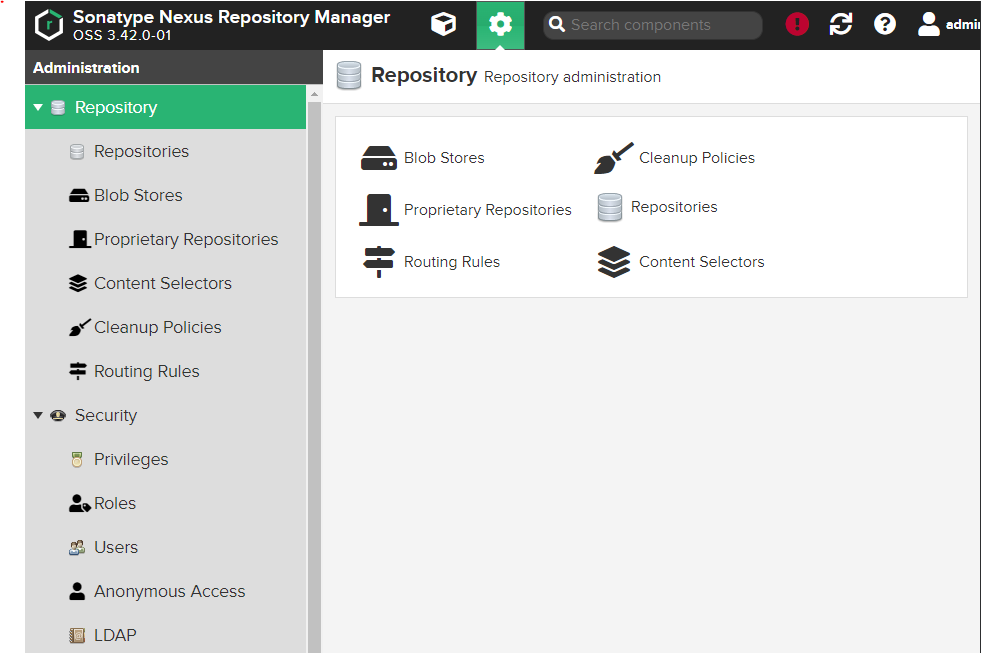 Sonatype Nexus Repository Manager
OSS 3.42.0-01
Search components
admin
Administration
Repository
Repositories
Blob Stores
Proprietary Repositories
Content Selectors
Cleanup Policies
Routing Rules
Security
Privileges
Roles
Users
Anonymous Access
LDAP
Repository Repository administration
Blob Stores
Cleanup Policies
Proprietary Repositories
Repositories
Routing Rules
Content Selectors